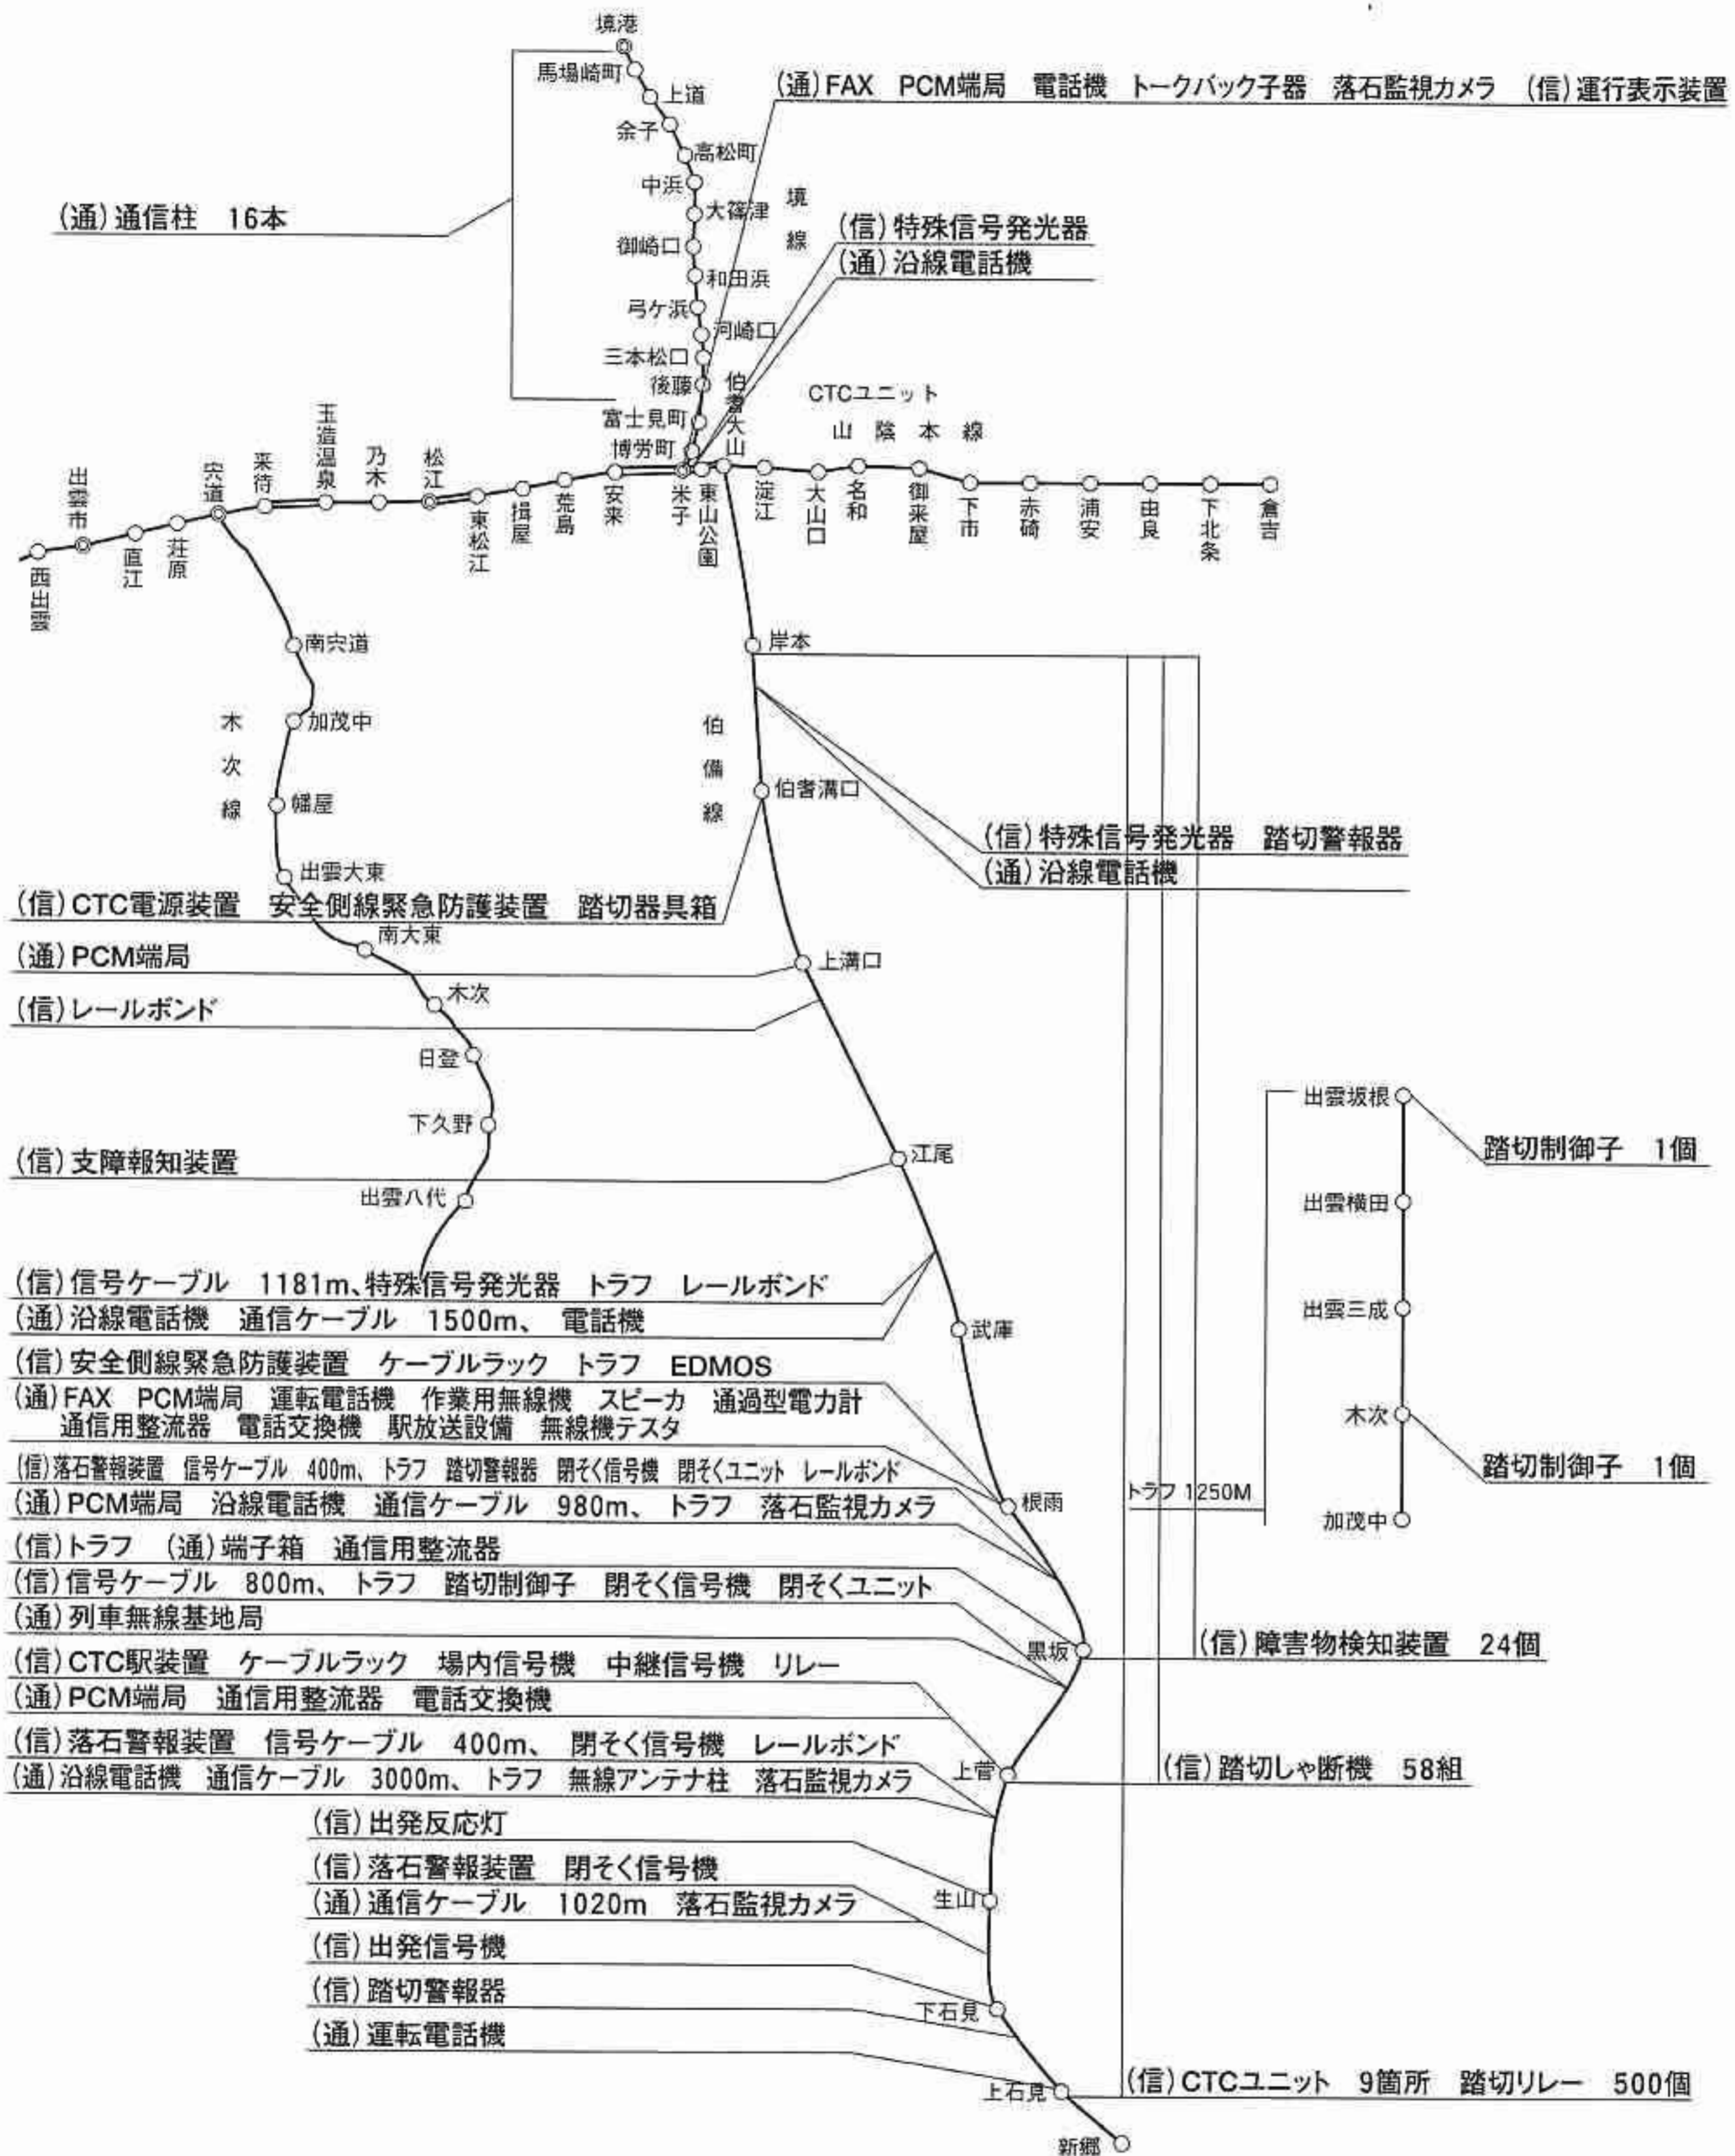 境港
馬場崎町
上道
余子
高松町
中浜
大篠津
御崎口
和田浜
弓ケ浜
河崎口
三本松口
後藤
富士見町
博労町
境線
(通)FAX PCM端局 電話機 トークバック子器 落石監視カメラ (信)運行表示装置
(通)通信柱 16本
(信)特殊信号発光器
(通)沿線電話機
CTCユニット
山陰本線
西出雲
出雲市
直江
荘原
宍道
来待
玉造温泉
乃木
松江
東松江
揖屋
荒島
安来
米子
東山公園
伯耆大山
淀江
大山口
名和
御来屋
下市
赤碕
浦安
由良
下北条
倉吉
南宍道
加茂中
木次線
幡屋
出雲大東
南大東
木次
日登
下久野
出雲八代
岸本
伯備線
伯耆溝口
(信)特殊信号発光器 踏切警報器
(通)沿線電話機
(信)CTC電源装置 安全側線緊急防護装置 踏切器具箱
(通)PCM端局
上溝口
(信)レールボンド
(信)支障報知装置
江尾
(信)信号ケーブル 1181m、特殊信号発光器 トラフ レールボンド
(通)沿線電話機 通信ケーブル 1500m、 電話機
武庫
(信)安全側線緊急防護装置 ケーブルラック トラフ EDMOS
(通)FAX PCM端局 運転電話機 作業用無線機 スピーカ 通過型電力計
通信用整流器 電話交換機 駅放送設備 無線機テスタ
(信)落石警報装置 信号ケーブル 400m、 トラフ 踏切警報器 閉そく信号機 閉そくユニット レールボンド
(通)PCM端局 沿線電話機 通信ケーブル 980m、 トラフ 落石監視カメラ
根雨
(信)トラフ (通)端子箱 通信用整流器
(信)信号ケーブル 800m、 トラフ 踏切制御子 閉そく信号機 閉そくユニット
(通)列車無線基地局
黒坂
(信)障害物検知装置 24個
(信)CTC駅装置 ケーブルラック 場内信号機 中継信号機 リレー
(通)PCM端局 通信用整流器 電話交換機
(信)落石警報装置 信号ケーブル 400m、 閉そく信号機 レールボンド
(通)沿線電話機 通信ケーブル 3000m、 トラフ 無線アンテナ柱 落石監視カメラ
上菅
(信)踏切しゃ断機 58組
(信)出発反応灯
(信)落石警報装置 閉そく信号機
(通)通信ケーブル 1020m 落石監視カメラ
生山
(信)出発信号機
(信)踏切警報器
下石見
(通)運転電話機
上石見
(信)CTCユニット 9箇所 踏切リレー 500個
新郷
出雲坂根
踏切制御子 1個
出雲横田
出雲三成
木次
踏切制御子 1個
トラフ 1250M
加茂中